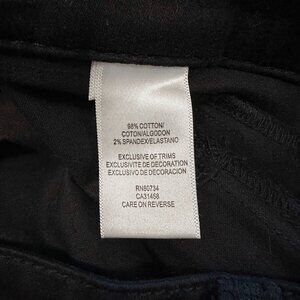 98% COTTON/
COTON/ALGODON
2% SPANDEX/ELASTANO
EXCLUSIVE OF TRIMS
EXCLUSIVITE DE DECORATION
EXCLUSIVO DE DECORACION
RN80734
CA31458
CARE ON REVERSE